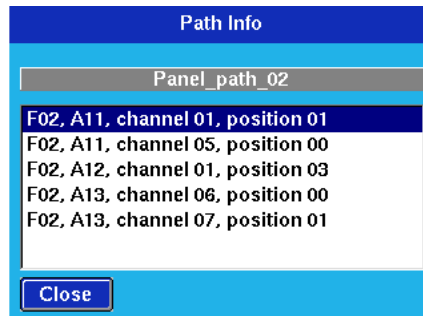 Path Info
Panel_path_02
F02, A11, channel 01, position 01
F02, A11, channel 05, position 00
F02, A12, channel 01, position 03
F02, A13, channel 06, position 00
F02, A13, channel 07, position 01
Close